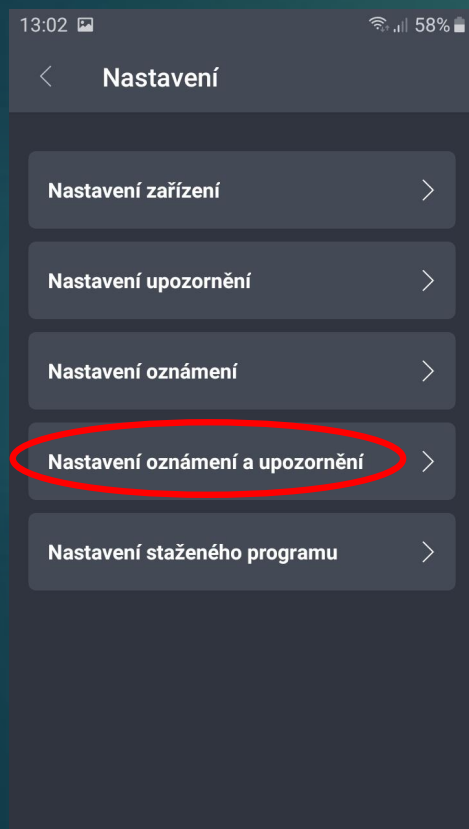 13:02 58%
Nastavení
Nastavení zařízení
Nastavení upozornění
Nastavení oznámení
Nastavení oznámení a upozornění
Nastavení staženého programu